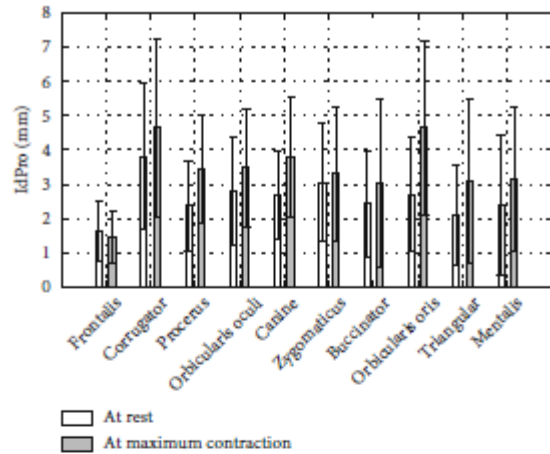 8
7
6
5
4
3
2
1
0
IdPro (mm)
Frontalis
Corrugator
Procerus
Orbicularis oculi
Canine
Zygomaticus
Buccinator
Orbicularis oris
Triangular
Mentalis
At rest
At maximum contraction